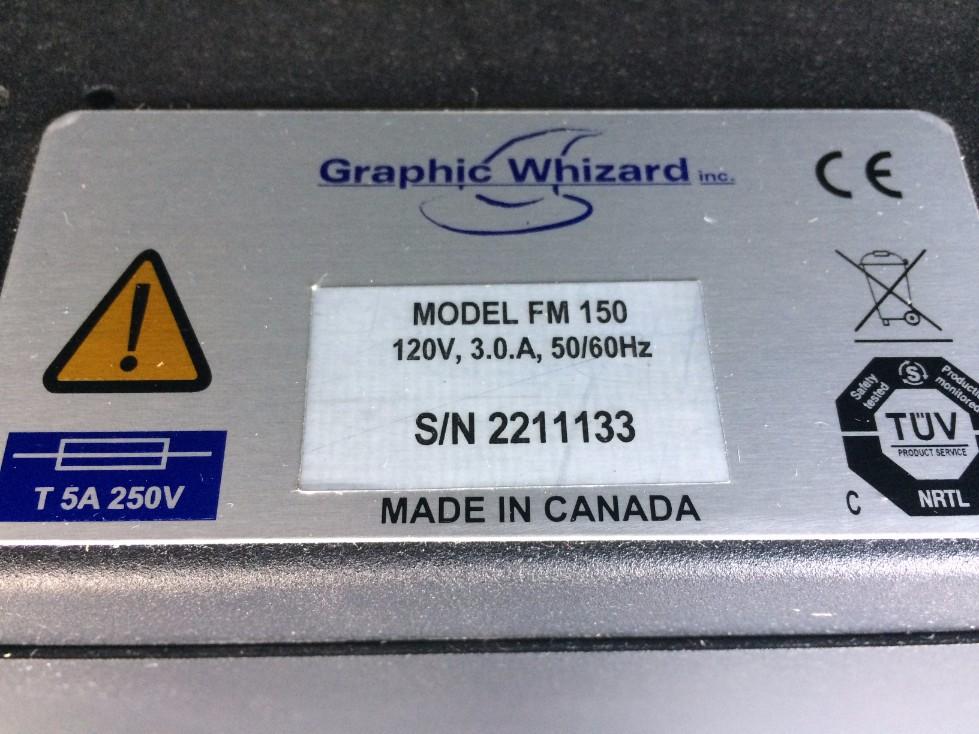 Graphic Whizard inc.
CE
MODEL FM 150
120V, 3.0.A, 50/60Hz
S/N 2211133
T 5A 250V
MADE IN CANADA
Safety tested
S
Production monitored
TÜV
PRODUCT SERVICE
C
NRTL